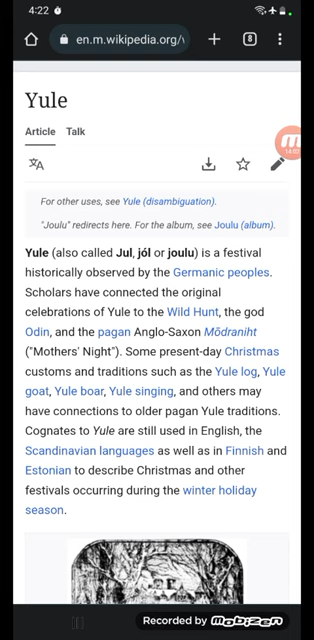 4:22
en.m.wikipedia.org/w
8
Yule
Article Talk
14:03
For other uses, see Yule (disambiguation).
"Joulu" redirects here. For the album, see Joulu (album).
Yule (also called Jul, jól or joulu) is a festival
historically observed by the Germanic peoples.
Scholars have connected the original
celebrations of Yule to the Wild Hunt, the god
Odin, and the pagan Anglo-Saxon Mōdraniht
("Mothers' Night"). Some present-day Christmas
customs and traditions such as the Yule log, Yule
goat, Yule boar, Yule singing, and others may
have connections to older pagan Yule traditions.
Cognates to Yule are still used in English, the
Scandinavian languages as well as in Finnish and
Estonian to describe Christmas and other
festivals occurring during the winter holiday
season.
Recorded by mobizen